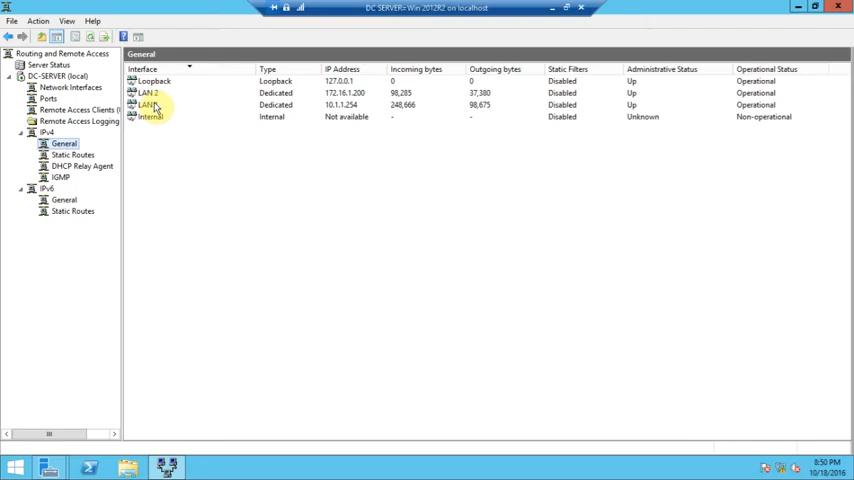 DC SERVER= Win 2012R2 on localhost
File Action View Help
Routing and Remote Access
Server Status
DC-SERVER (local)
Network Interfaces
Ports
Remote Access Clients (
Remote Access Logging
IPv4
General
Static Routes
DHCP Relay Agent
IGMP
IPv6
General
Static Routes
General
Interface Type IP Address Incoming bytes Outgoing bytes Static Filters Administrative Status Operational Status
Loopback Loopback 127.0.0.1 0 0 Disabled Up Operational
LAN 2 Dedicated 172.16.1.200 98,285 37,380 Disabled Up Operational
LAN Dedicated 10.1.1.254 248,666 98,675 Disabled Up Operational
Internal Internal Not available - - Disabled Unknown Non-operational
8:50 PM
10/18/2016